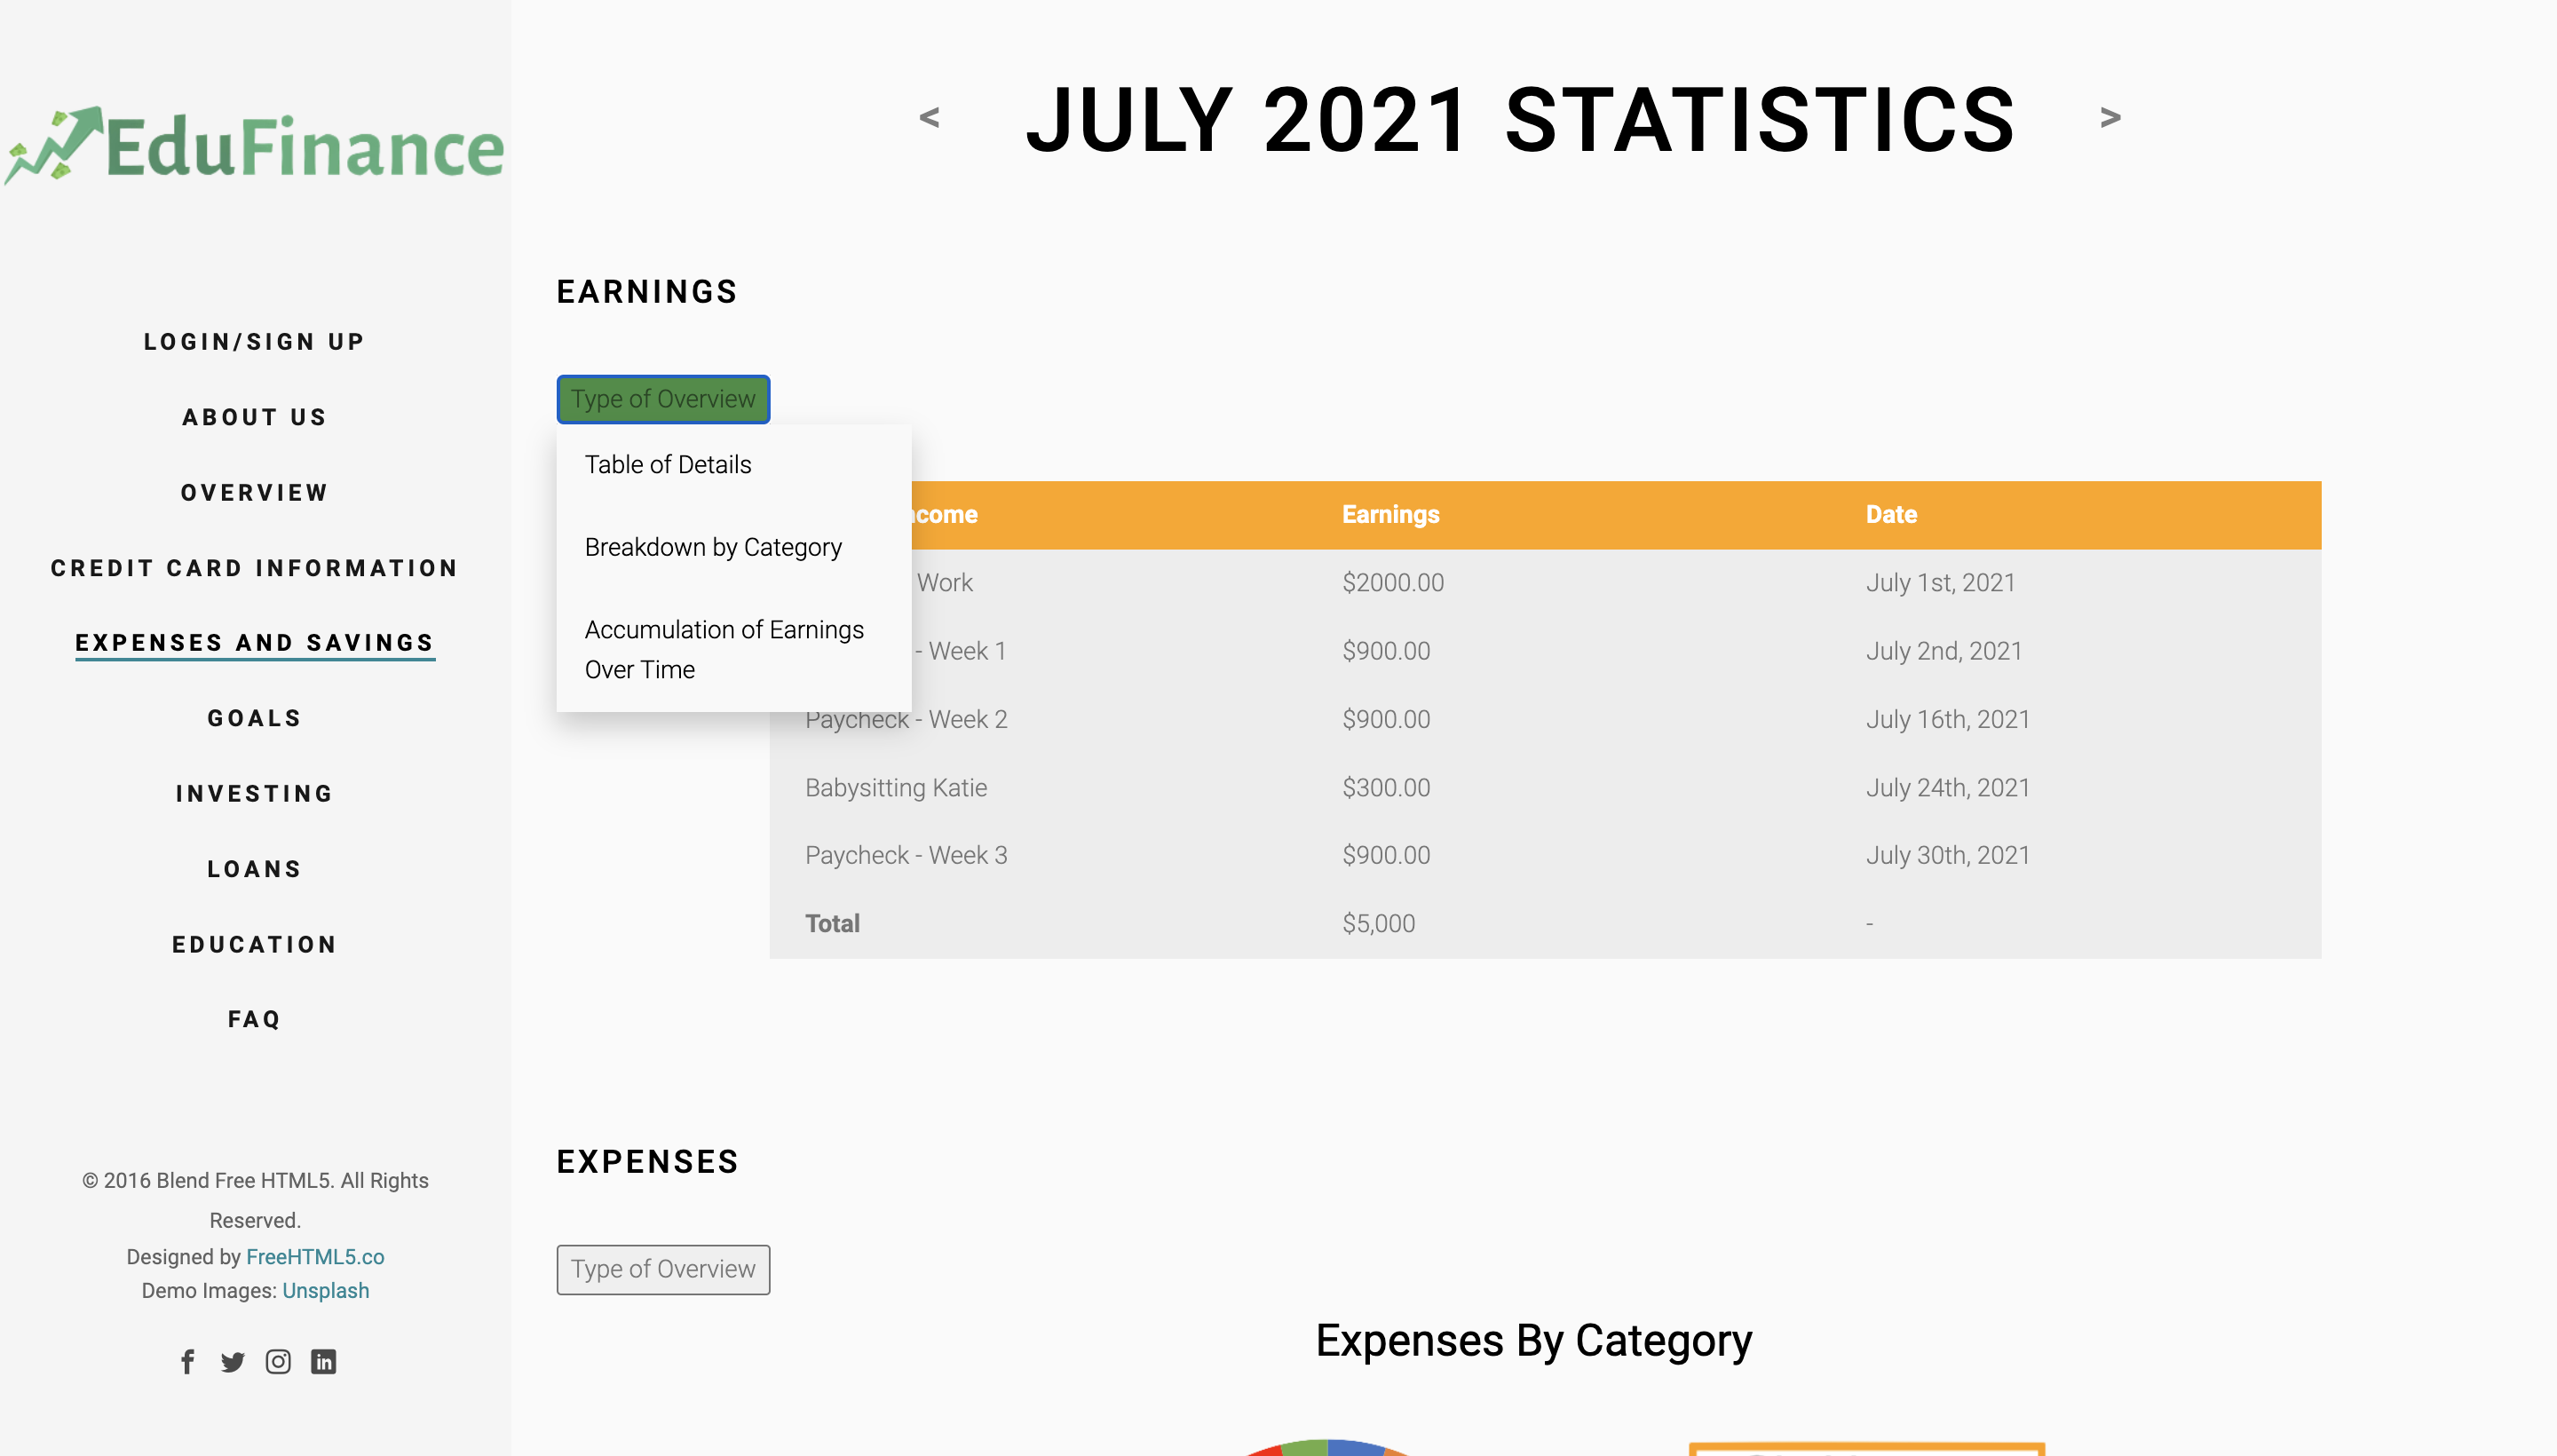 EduFinance
LOGIN/SIGN UP
ABOUT US
OVERVIEW
CREDIT CARD INFORMATION
EXPENSES AND SAVINGS
GOALS
INVESTING
LOANS
EDUCATION
FAQ
© 2016 Blend Free HTML5. All Rights
Reserved.
Designed by FreeHTML5.co
Demo Images: Unsplash
< JULY 2021 STATISTICS >
EARNINGS
Type of Overview
Table of Details
Breakdown by Category
Accumulation of Earnings
Over Time
Earnings Date
Work $2000.00 July 1st, 2021
- Week 1 $900.00 July 2nd, 2021
Paycheck - Week 2 $900.00 July 16th, 2021
Babysitting Katie $300.00 July 24th, 2021
Paycheck - Week 3 $900.00 July 30th, 2021
Total $5,000 -
EXPENSES
Type of Overview
Expenses By Category